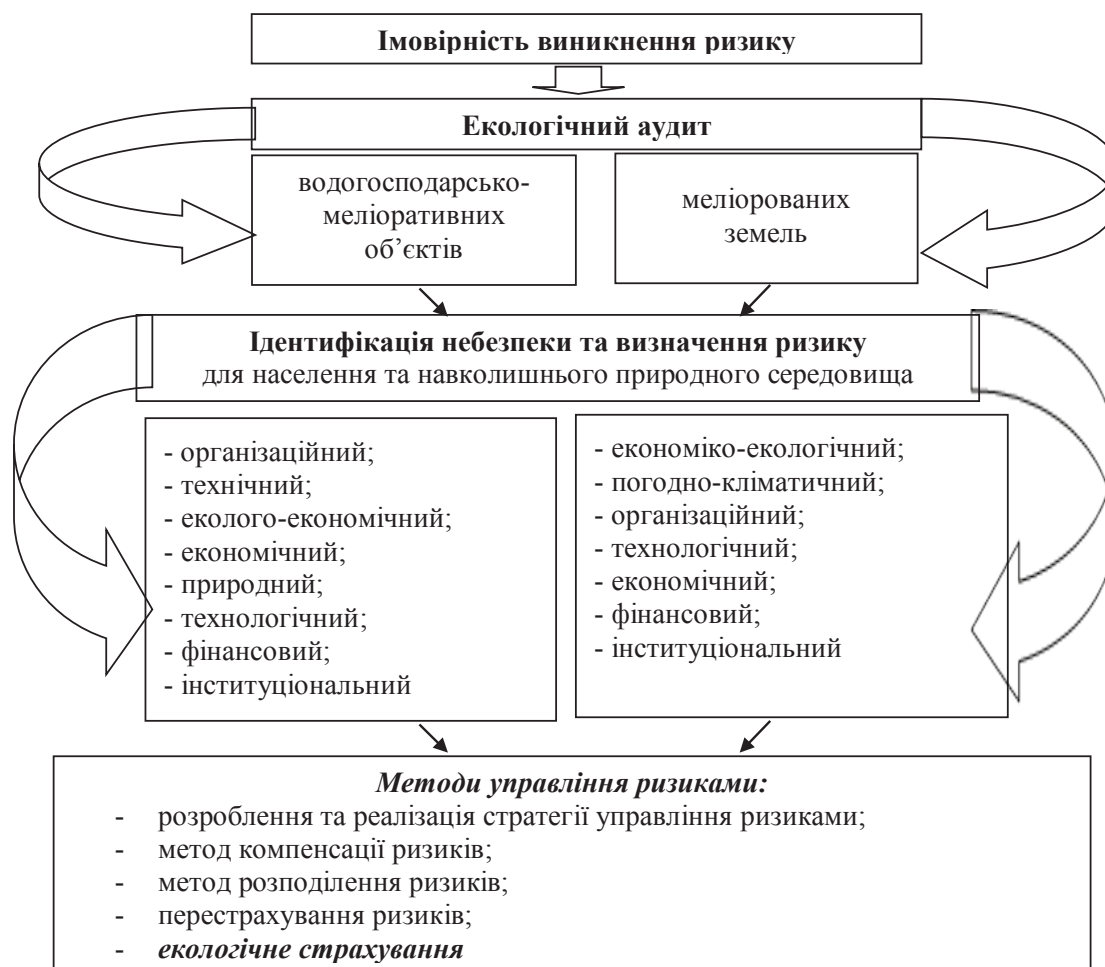 Імовірність виникнення ризику
Екологічний аудит
водогосподарсько-
меліоративних
об’єктів
меліорованих
земель
Ідентифікація небезпеки та визначення ризику
для населення та навколишнього природного середовища
- організаційний;
- технічний;
- еколого-економічний;
- економічний;
- природний;
- технологічний;
- фінансовий;
- інституціональний
- економіко-екологічний;
- погодно-кліматичний;
- організаційний;
- технологічний;
- економічний;
- фінансовий;
- інституціональний
Методи управління ризиками:
- розроблення та реалізація стратегії управління ризиками;
- метод компенсації ризиків;
- метод розподілення ризиків;
- перестрахування ризиків;
- екологічне страхування